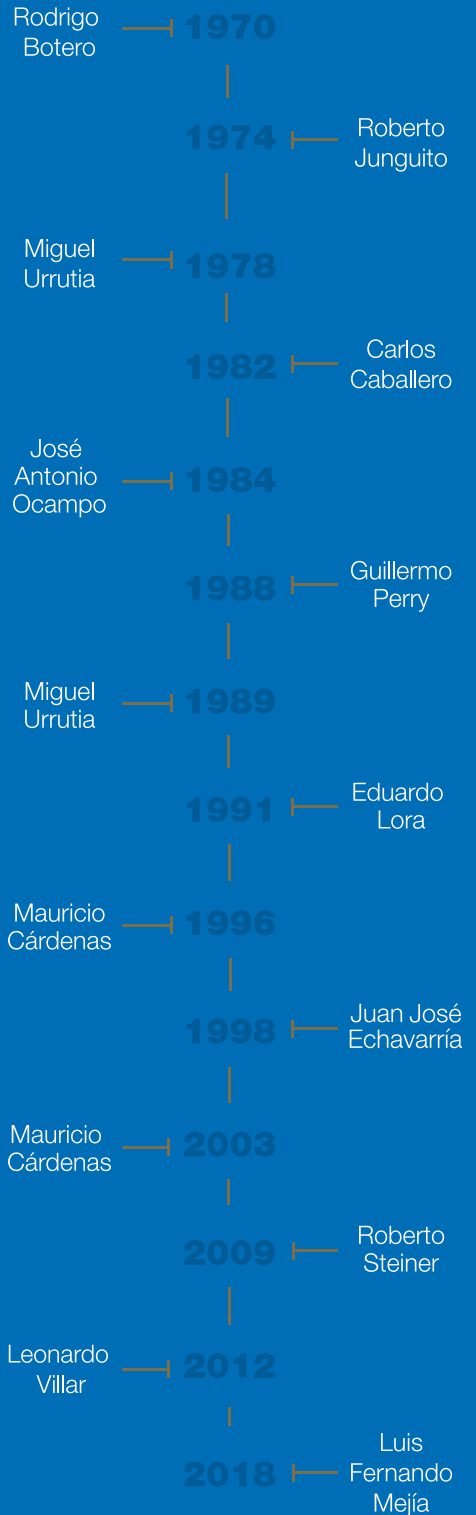 Rodrigo
Botero
1970
1974
Roberto
Junguito
Miguel
Urrutia
1978
1982
Carlos
Caballero
José
Antonio
Ocampo
1984
1988
Guillermo
Perry
Miguel
Urrutia
1989
1991
Eduardo
Lora
Mauricio
Cárdenas
1996
1998
Juan José
Echavarría
Mauricio
Cárdenas
2003
2009
Roberto
Steiner
Leonardo
Villar
2012
2018
Luis
Fernando
Mejía